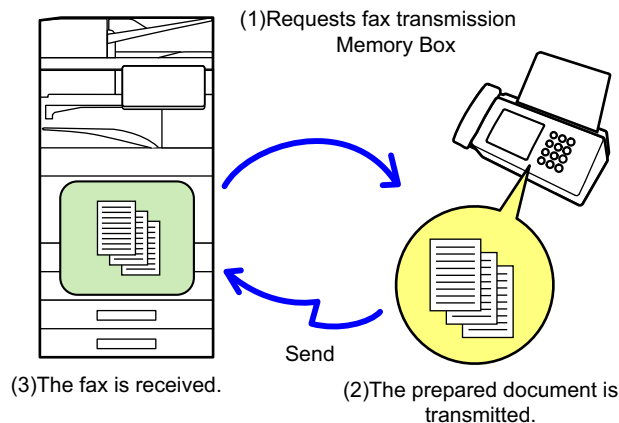 (1)Requests fax transmission
Memory Box
Send
(3)The fax is received.
(2)The prepared document is
transmitted.